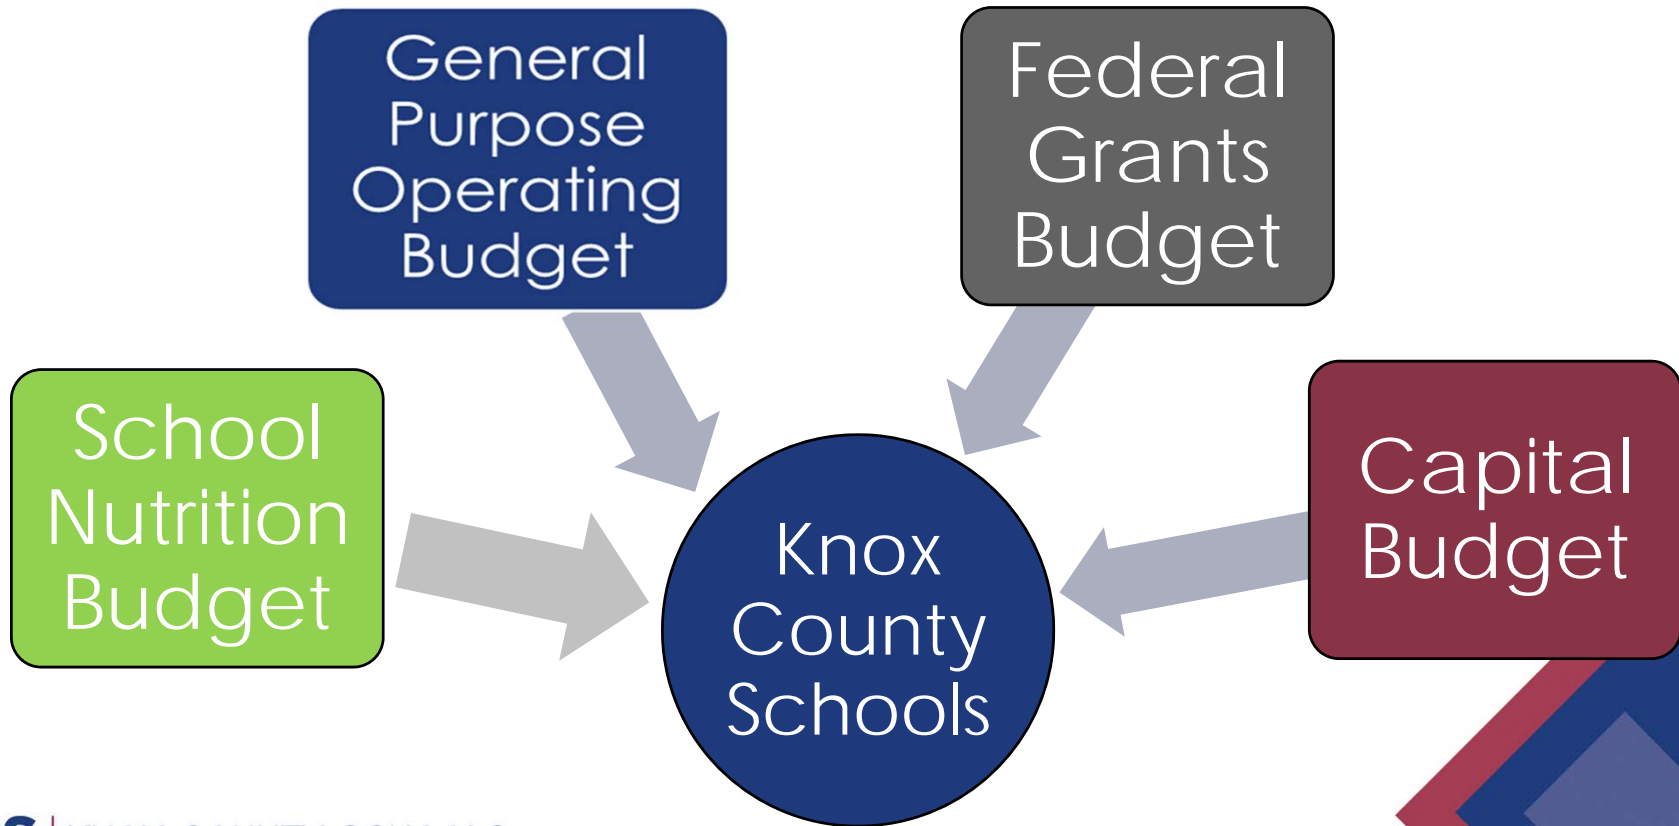 General
Purpose
Operating
Budget
Federal
Grants
Budget
School
Nutrition
Budget
Capital
Budget
Knox
County
Schools